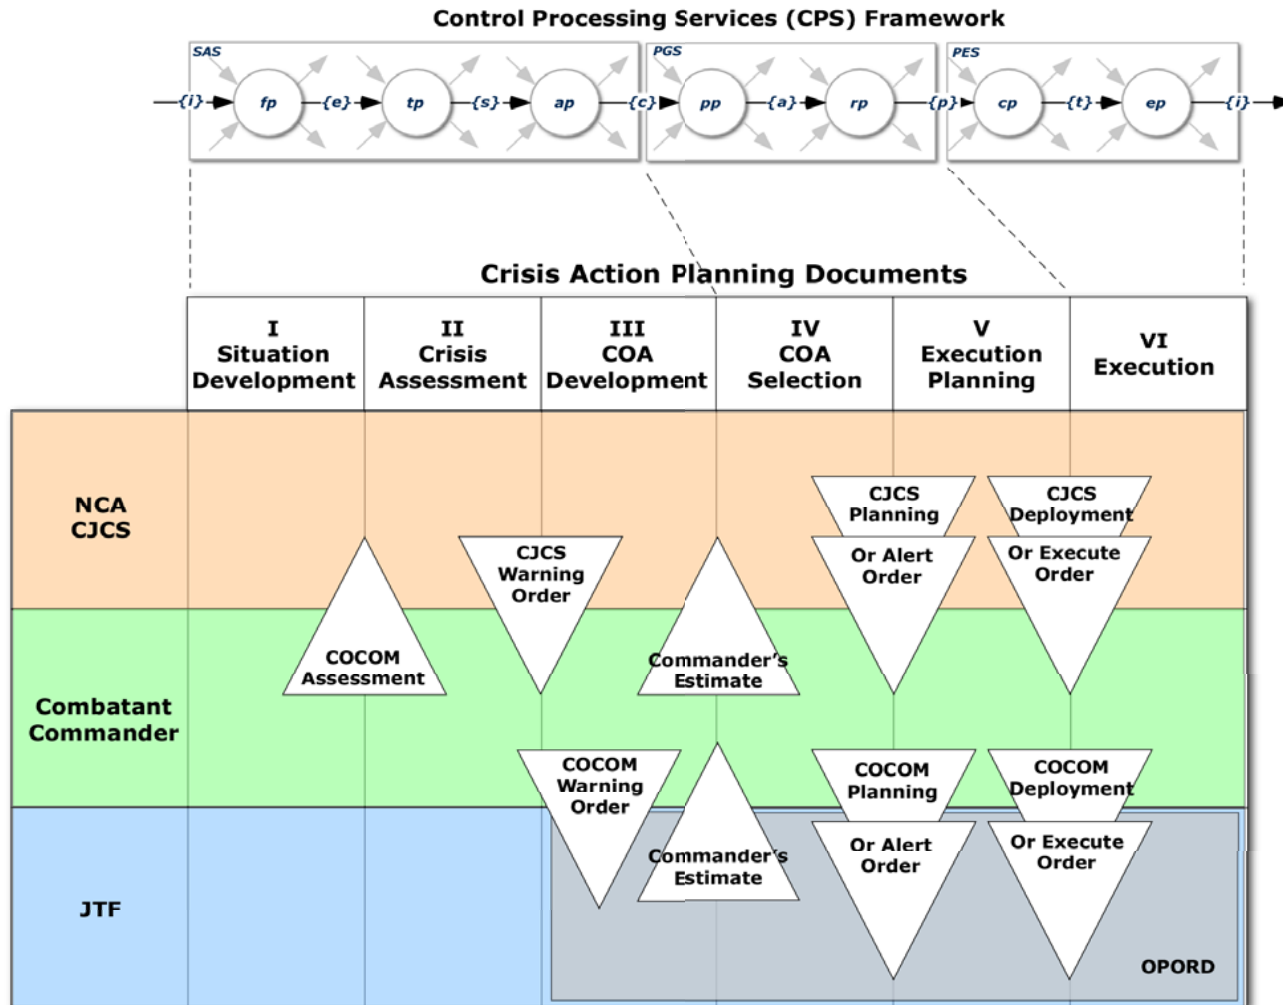 Control Processing Services (CPS) Framework
SAS
PGS
PES
{i} fp {e} tp {s} ap {c} pp {a} rp {p} cp {t} ep {i}
Crisis Action Planning Documents
I
Situation
Development
II
Crisis
Assessment
III
COA
Development
IV
COA
Selection
V
Execution
Planning
VI
Execution
NCA
CJCS
COCOM
Assessment
CJCS
Warning
Order
Commander's
Estimate
CJCS
Planning
Or Alert
Order
CJCS
Deployment
Or Execute
Order
Combatant
Commander
COCOM
Warning
Order
Commander's
Estimate
COCOM
Planning
Or Alert
Order
COCOM
Deployment
Or Execute
Order
JTF
OPORD